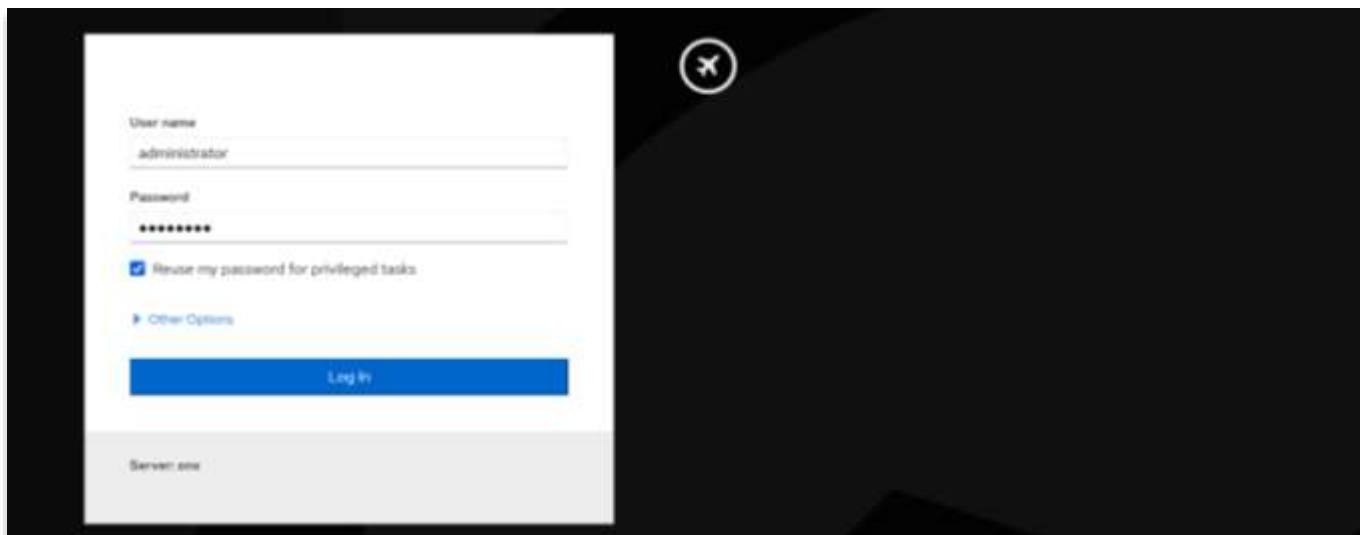 User name
administrator
Password
••••••••
Reuse my password for privileged tasks
Other Options
Log In
Server: one